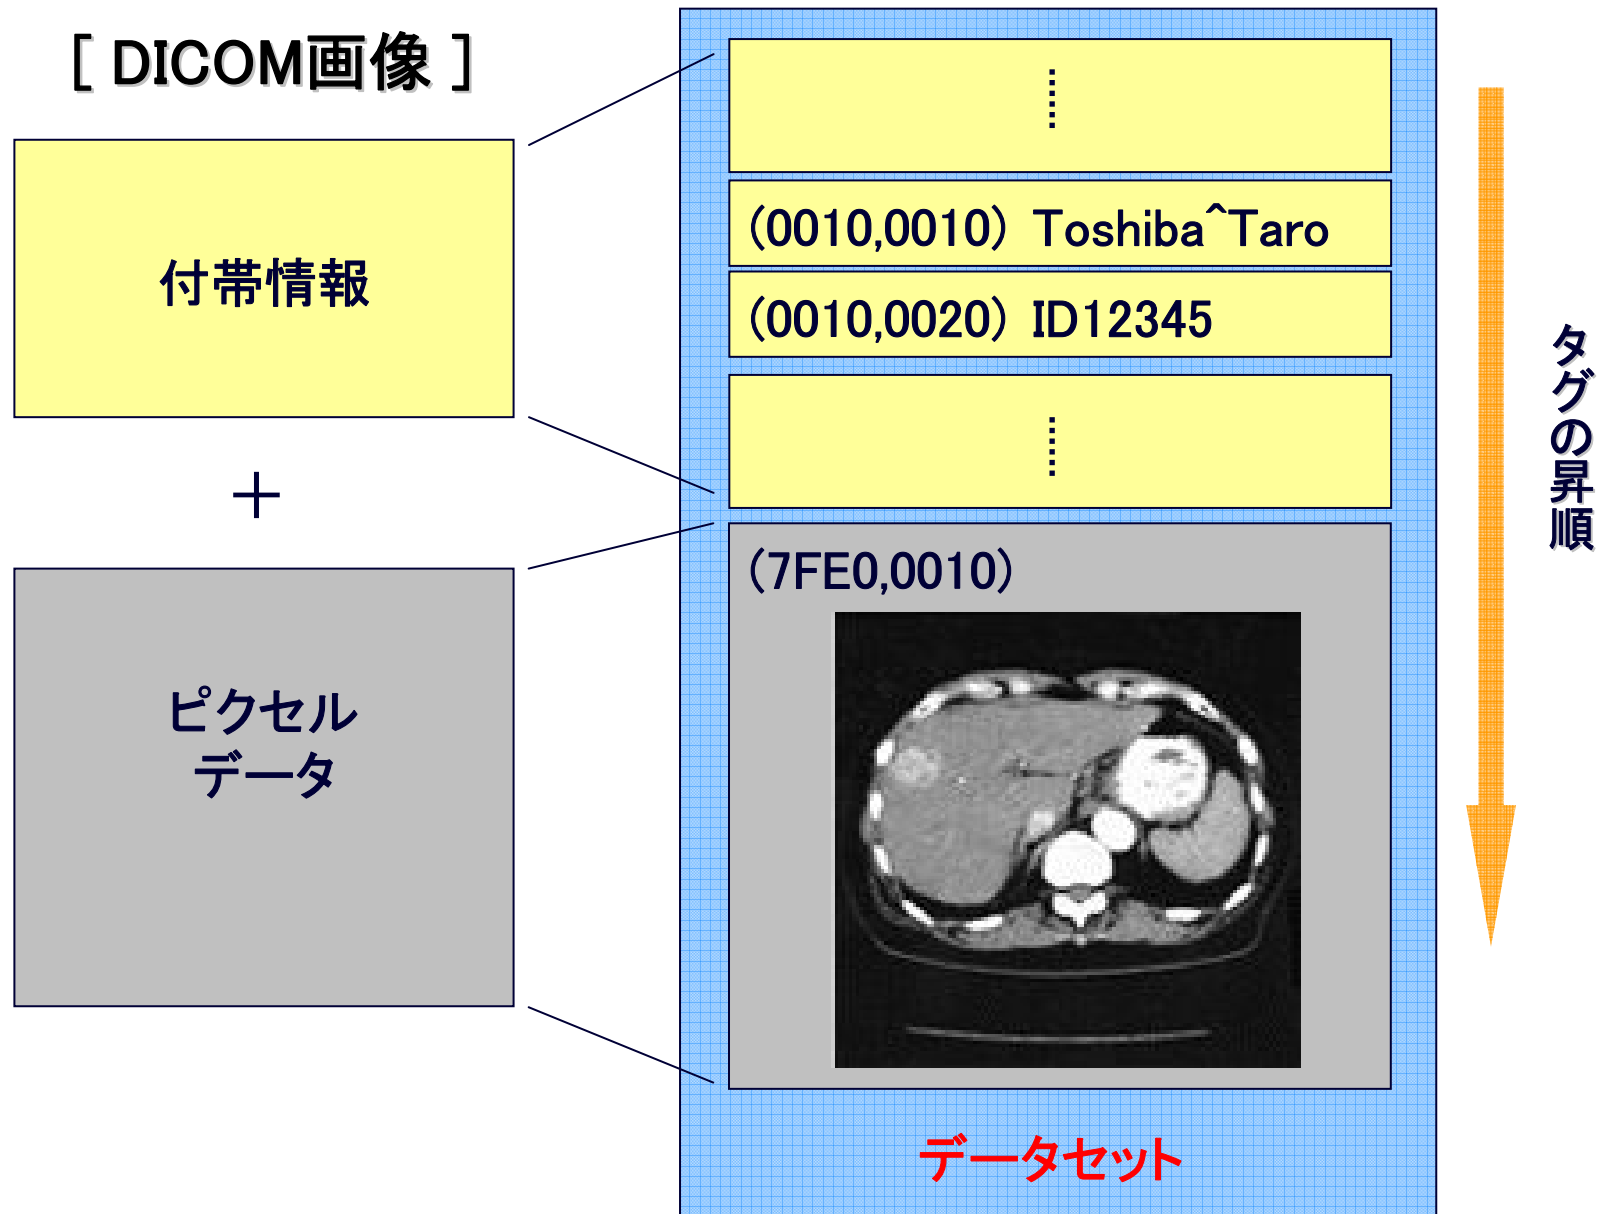 [ DICOM画像 ]
付帯情報
+
ピクセル
データ
⋮
(0010,0010) Toshiba^Taro
(0010,0020) ID12345
⋮
(7FE0,0010)
データセット
タグの昇順